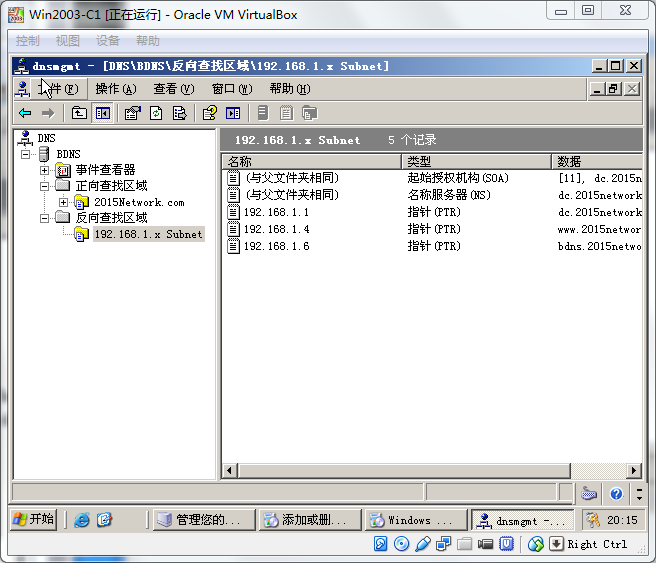 Win2003-C1 [正在运行] - Oracle VM VirtualBox
控制 视图 设备 帮助
dnsmgmt - [DNS\BDNS\反向查找区域\192.168.1.x Subnet]
件(F) 操作(A) 查看(V) 窗口(W) 帮助(H)
DNS
BDNS
事件查看器
正向查找区域
2015Network.com
反向查找区域
192.168.1.x Subnet
192.168.1.x Subnet 5 个记录
名称 类型 数据
(与父文件夹相同) 起始授权机构(SOA) [11], dc.2015n
(与父文件夹相同) 名称服务器(NS) dc.2015network
192.168.1.1 指针(PTR) dc.2015network
192.168.1.4 指针(PTR) www.2015networ
192.168.1.6 指针(PTR) bdns.2015netwo
开始 管理您的... 添加或删... Windows ... dnsmgmt -... 20:15
Right Ctrl